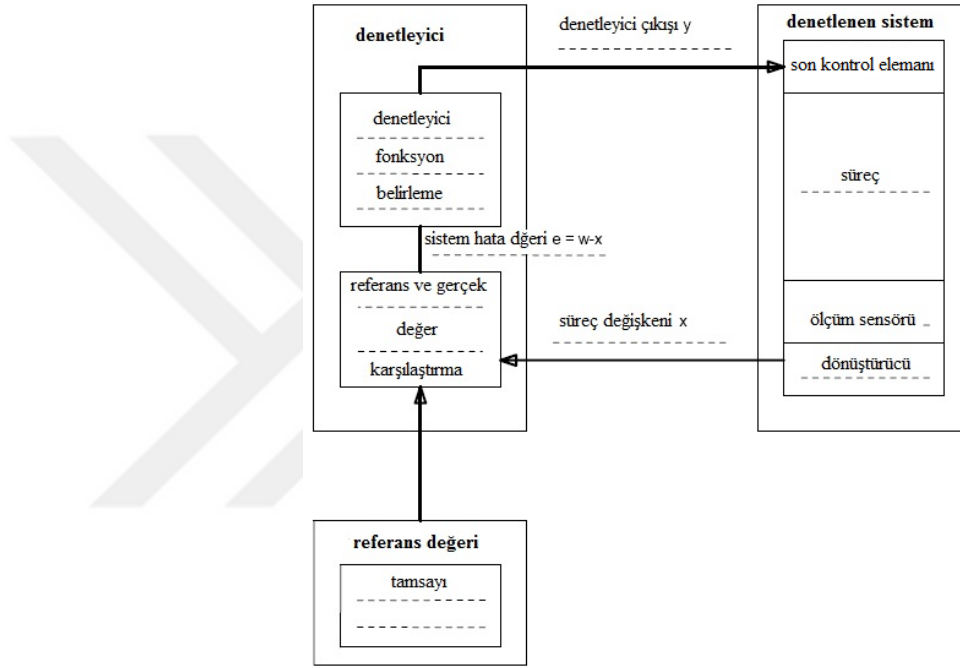 denetleyici
denetleyici çıkışı y
denetlenen sistem
son kontrol elemanı
denetleyici
fonksyon
belirleme
süreç
sistem hata dğeri e = w-x
referans ve gerçek
değer
karşılaştırma
süreç değişkeni x
ölçüm sensörü
dönüştürücü
referans değeri
tamsayı